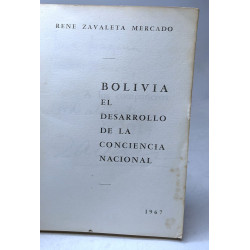 RENE ZAVALETA MERCADO
BOLIVIA
EL
DESARROLLO
DE LA
CONCIENCIA
NACIONAL
1967